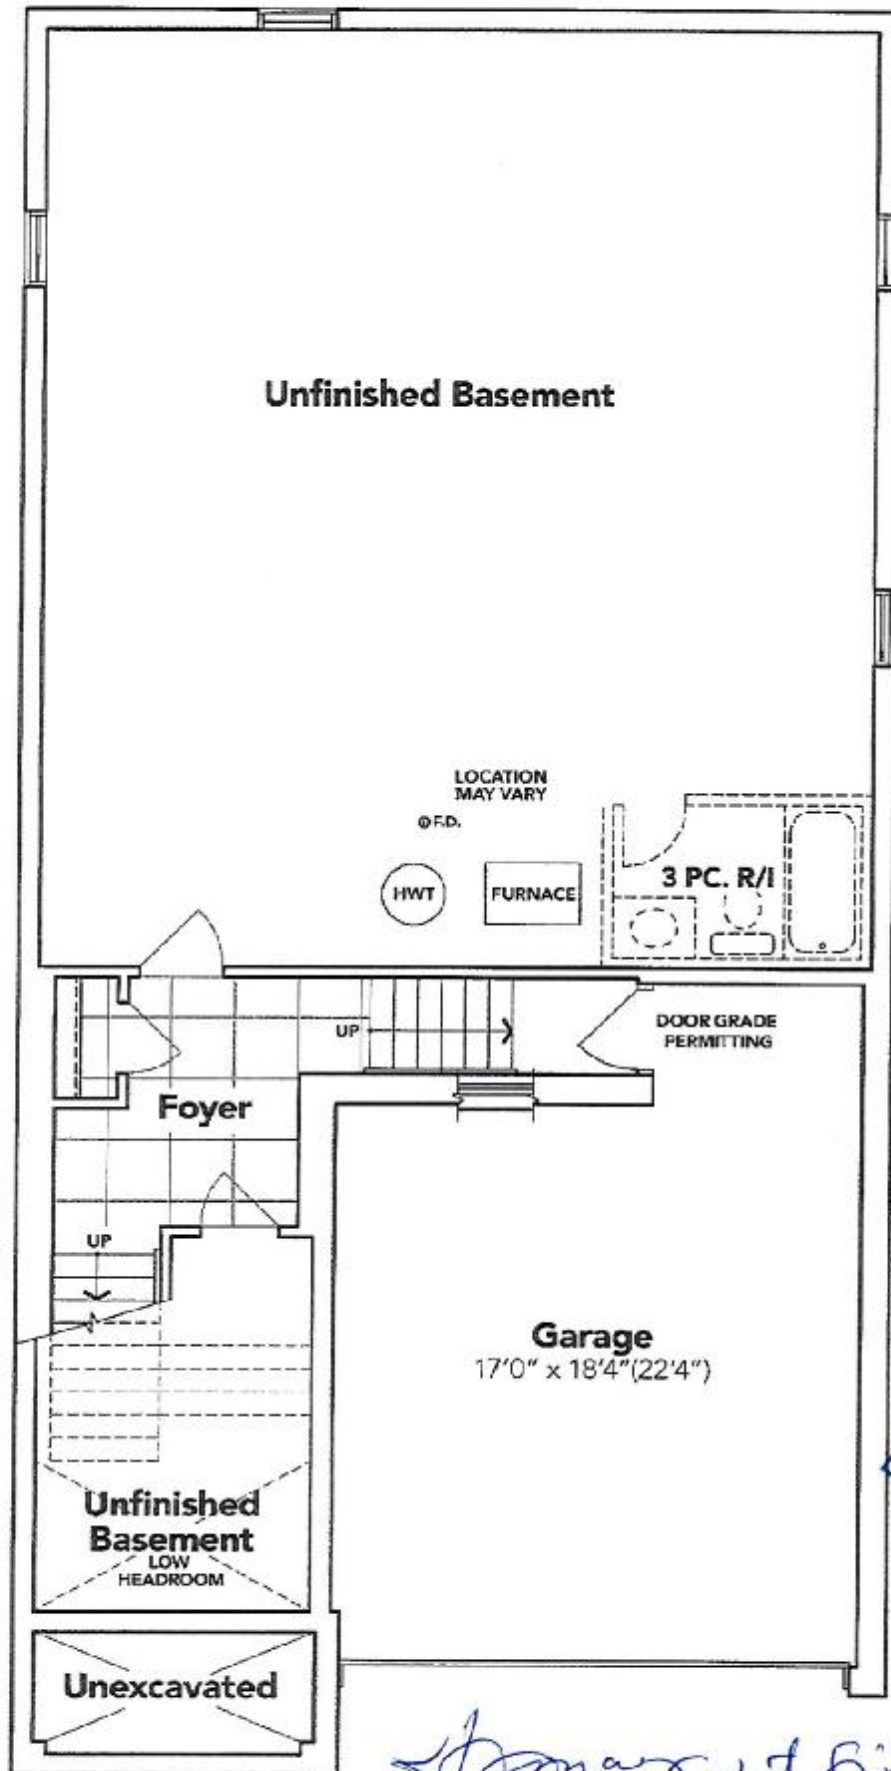 Unfinished Basement
LOCATION
MAY VARY
F.D.
HWT
FURNACE
3 PC. R/I
UP
DOOR GRADE
PERMITTING
Foyer
UP
Garage
17'0" x 18'4"(22'4")
Unfinished
Basement
LOW
HEADROOM
Unexcavated